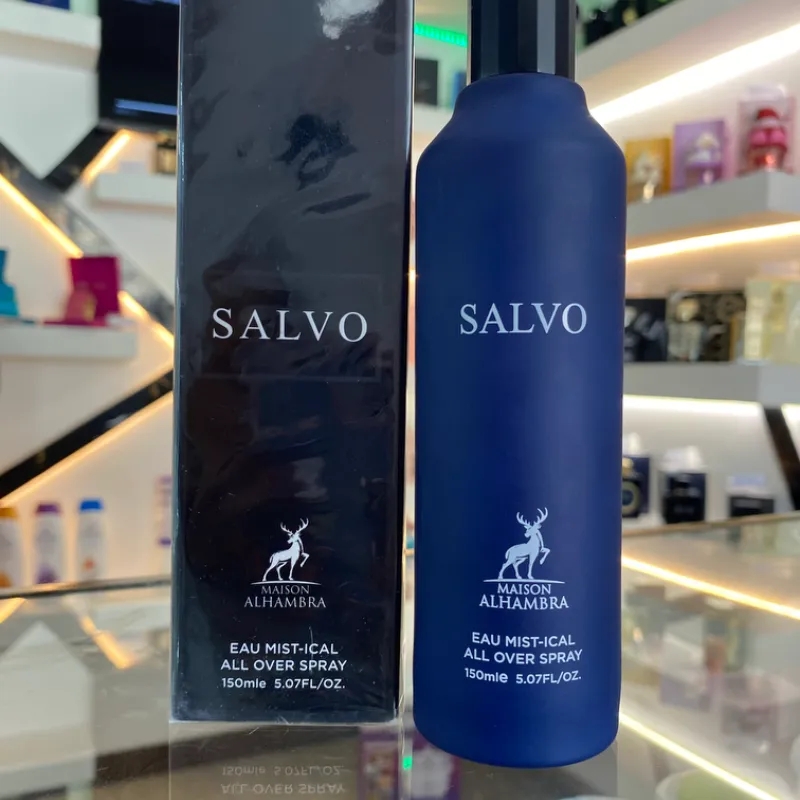 SALVO
MAISON
ALHAMBRA
EAU MIST-ICAL
ALL OVER SPRAY
150mle 5.07FL/OZ.
SALVO
MAISON
ALHAMBRA
EAU MIST-ICAL
ALL OVER SPRAY
150mle 5.07FL/OZ.